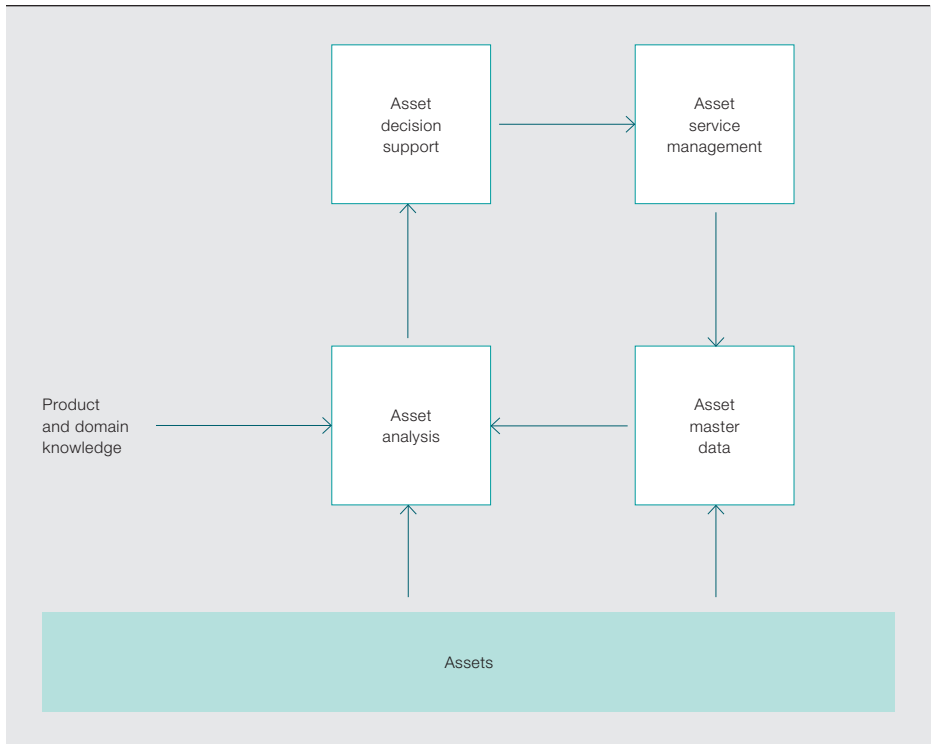 Asset
decision
support
Asset
service
management
Product
and domain
knowledge
Asset
analysis
Asset
master
data
Assets